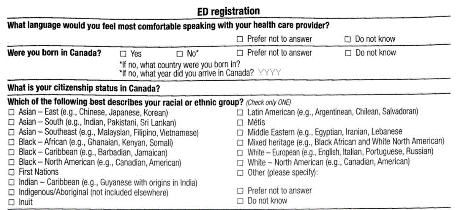 ED registration
What language would you feel most comfortable speaking with your health care provider?
☐ Prefer not to answer ☐ Do not know
Were you born in Canada? ☐ Yes ☐ No* ☐ Prefer not to answer ☐ Do not know
*If no, what country were you born in?
*If no, what year did you arrive in Canada? YYYY
What is your citizenship status in Canada?
Which of the following best describes your racial or ethnic group? (Check only ONE)
☐ Asian – East (e.g., Chinese, Japanese, Korean)
☐ Asian – South (e.g., Indian, Pakistani, Sri Lankan)
☐ Asian – Southeast (e.g., Malaysian, Filipino, Vietnamese)
☐ Black – African (e.g., Ghanaian, Kenyan, Somali)
☐ Black – Caribbean (e.g., Barbadian, Jamaican)
☐ Black – North American (e.g., Canadian, American)
☐ First Nations
☐ Indian – Caribbean (e.g., Guyanese with origins in India)
☐ Indigenous/Aboriginal (not included elsewhere)
☐ Inuit
☐ Latin American (e.g., Argentinean, Chilean, Salvadoran)
☐ Métis
☐ Middle Eastern (e.g., Egyptian, Iranian, Lebanese
☐ Mixed heritage (e.g., Black African and White North American)
☐ White – European (e.g., English, Italian, Portuguese, Russian)
☐ White – North American (e.g., Canadian, American)
☐ Other (please specify):
☐ Prefer not to answer
☐ Do not know